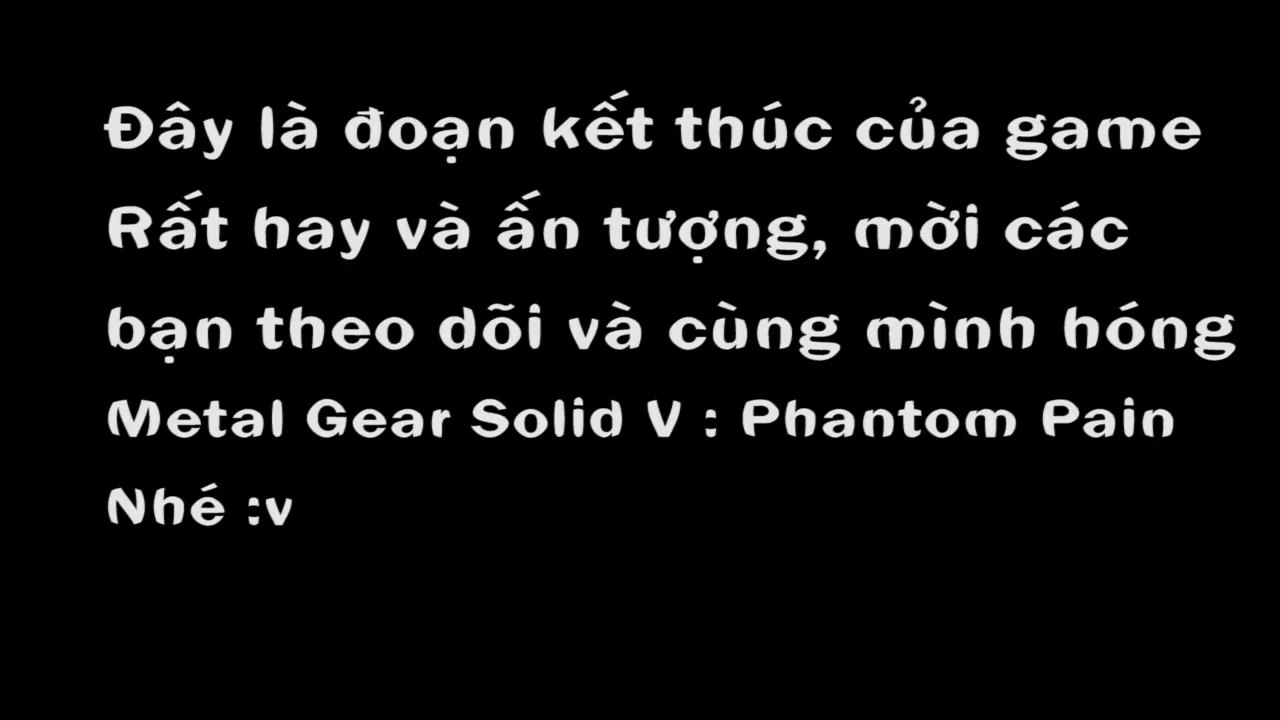 Đây là đoạn kết thúc của game
Rất hay và ấn tượng, mời các
bạn theo dõi và cùng mình hóng
Metal Gear Solid V : Phantom Pain
Nhé :v